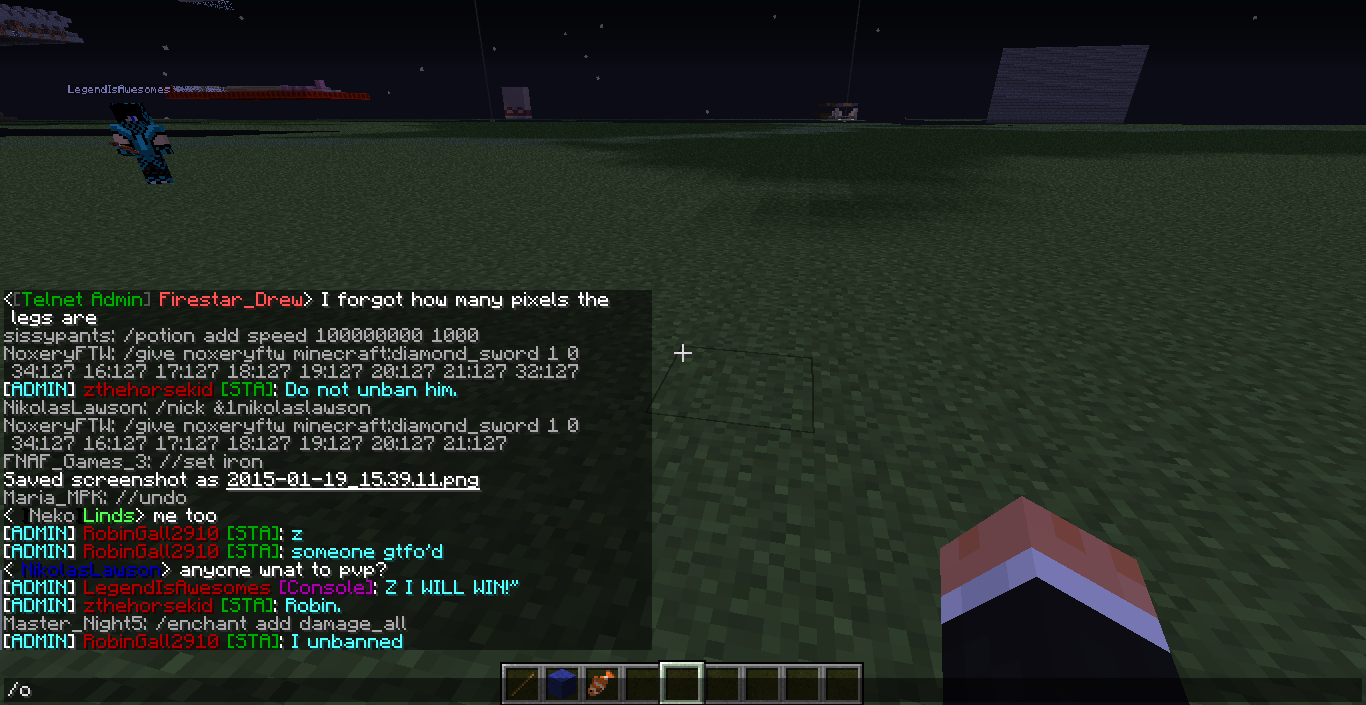 LegendIsAwesomes
<[Telnet Admin] Firestar_Drew> I forgot how many pixels the
legs are
sissypants: /potion add speed 100000000 1000
NoxeryFTW: /give noxeryftw minecraft:diamond_sword 1 0
34:127 16:127 17:127 18:127 19:127 20:127 21:127 32:127
[ADMIN] zthehorsekid [STA]: Do not unban him.
NikolasLawson: /nick &1nikolaslawson
NoxeryFTW: /give noxeryftw minecraft:diamond_sword 1 0
34:127 16:127 17:127 18:127 19:127 20:127 21:127
FNAF_Games_3: //set iron
Saved screenshot as 2015-01-19_15.39.11.png
Maria_MPK: //undo
< Neko Linds> me too
[ADMIN] RobinGall2910 [STA]: z
[ADMIN] RobinGall2910 [STA]: someone gtfo'd
< NikolasLawson> anyone wnat to pvp?
[ADMIN] LegendIsAwesomes [Console]: Z I WILL WIN!"
[ADMIN] zthehorsekid [STA]: Robin.
Master_Night5: /enchant add damage_all
[ADMIN] RobinGall2910 [STA]: I unbanned
/o